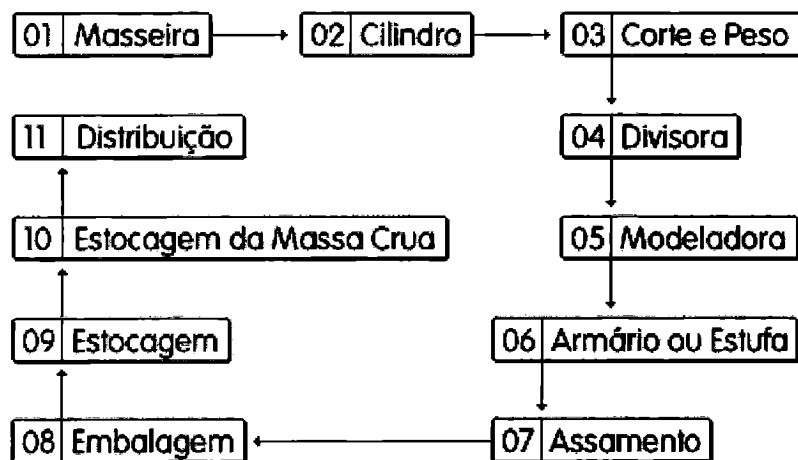 01 Masseira
02 Cilindro
03 Corte e Peso
04 Divisora
05 Modeladora
06 Armário ou Estufa
07 Assamento
08 Embalagem
09 Estocagem
10 Estocagem da Massa Crua
11 Distribuição